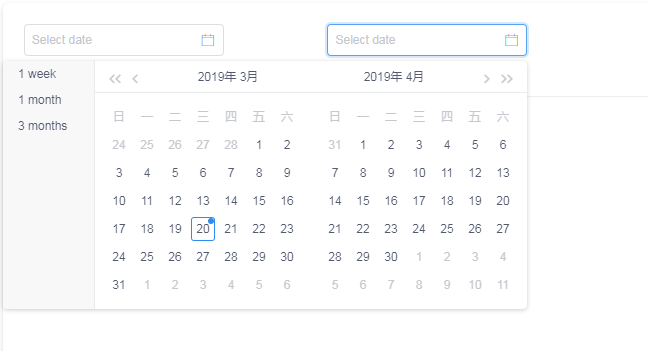 Select date Select date
1 week
1 month
3 months
2019年 3月 2019年 4月
日 一 二 三 四 五 六 日 一 二 三 四 五 六
24 25 26 27 28 1 2 31 1 2 3 4 5 6
3 4 5 6 7 8 9 7 8 9 10 11 12 13
10 11 12 13 14 15 16 14 15 16 17 18 19 20
17 18 19 20 21 22 23 21 22 23 24 25 26 27
24 25 26 27 28 29 30 28 29 30 1 2 3 4
31 1 2 3 4 5 6 5 6 7 8 9 10 11